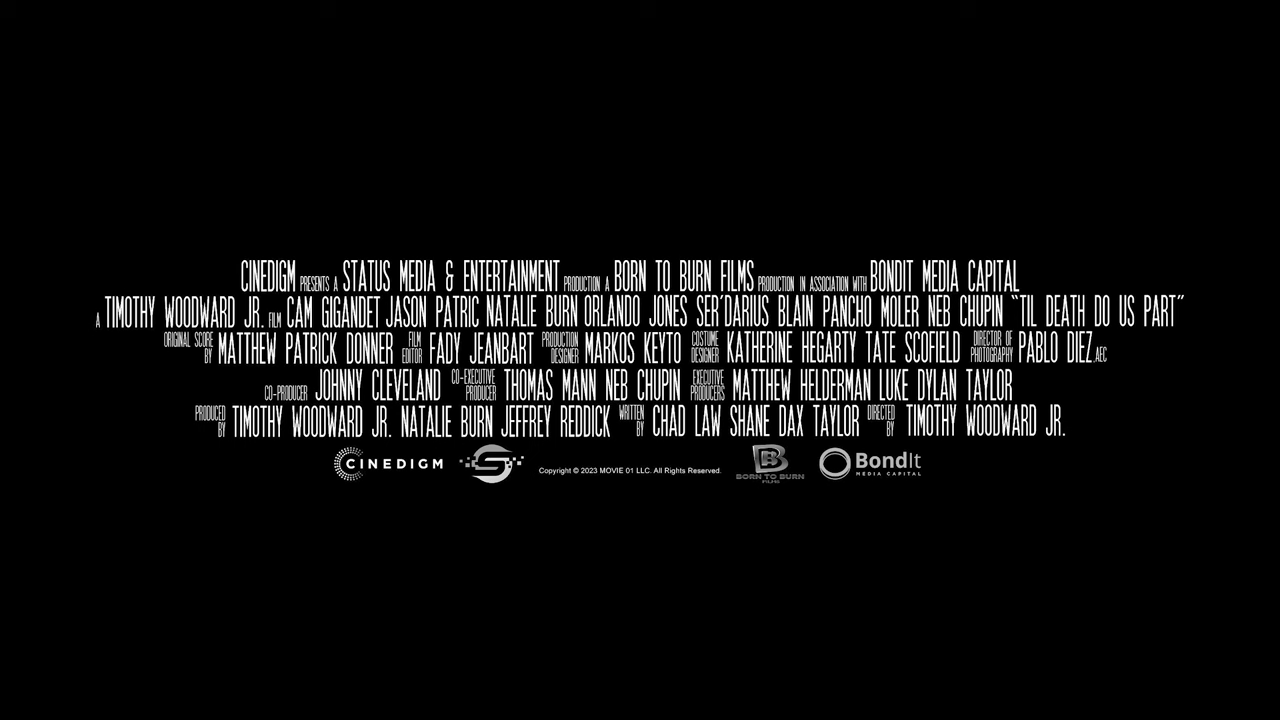 CINEDIGM PRESENTS A STATUS MEDIA & ENTERTAINMENT PRODUCTION A BORN TO BURN FILMS PRODUCTION IN ASSOCIATION WITH BONDIT MEDIA CAPITAL
A TIMOTHY WOODWARD JR. FILM CAM GIGANDET JASON PATRIC NATALIE BURN ORLANDO JONES SER'DARIUS BLAIN PANCHO MOLER NEB CHUPIN “TIL DEATH DO US PART”
ORIGINAL SCORE BY MATTHEW PATRICK DONNER FILM EDITOR FADY JEANBART PRODUCTION DESIGNER MARKOS KEYTO COSTUME DESIGNER KATHERINE HEGARTY TATE SCOFIELD DIRECTOR OF PHOTOGRAPHY PABLO DIEZ, AEC
CO-PRODUCER JOHNNY CLEVELAND CO-EXECUTIVE PRODUCER THOMAS MANN NEB CHUPIN EXECUTIVE PRODUCERS MATTHEW HELDERMAN LUKE DYLAN TAYLOR
PRODUCED BY TIMOTHY WOODWARD JR. NATALIE BURN JEFFREY REDDICK WRITTEN BY CHAD LAW SHANE DAX TAYLOR DIRECTED BY TIMOTHY WOODWARD JR.
CINEDIGM S Copyright © 2023 MOVIE 01 LLC. All Rights Reserved. B BORN TO BURN FILMS BondIt MEDIA CAPITAL